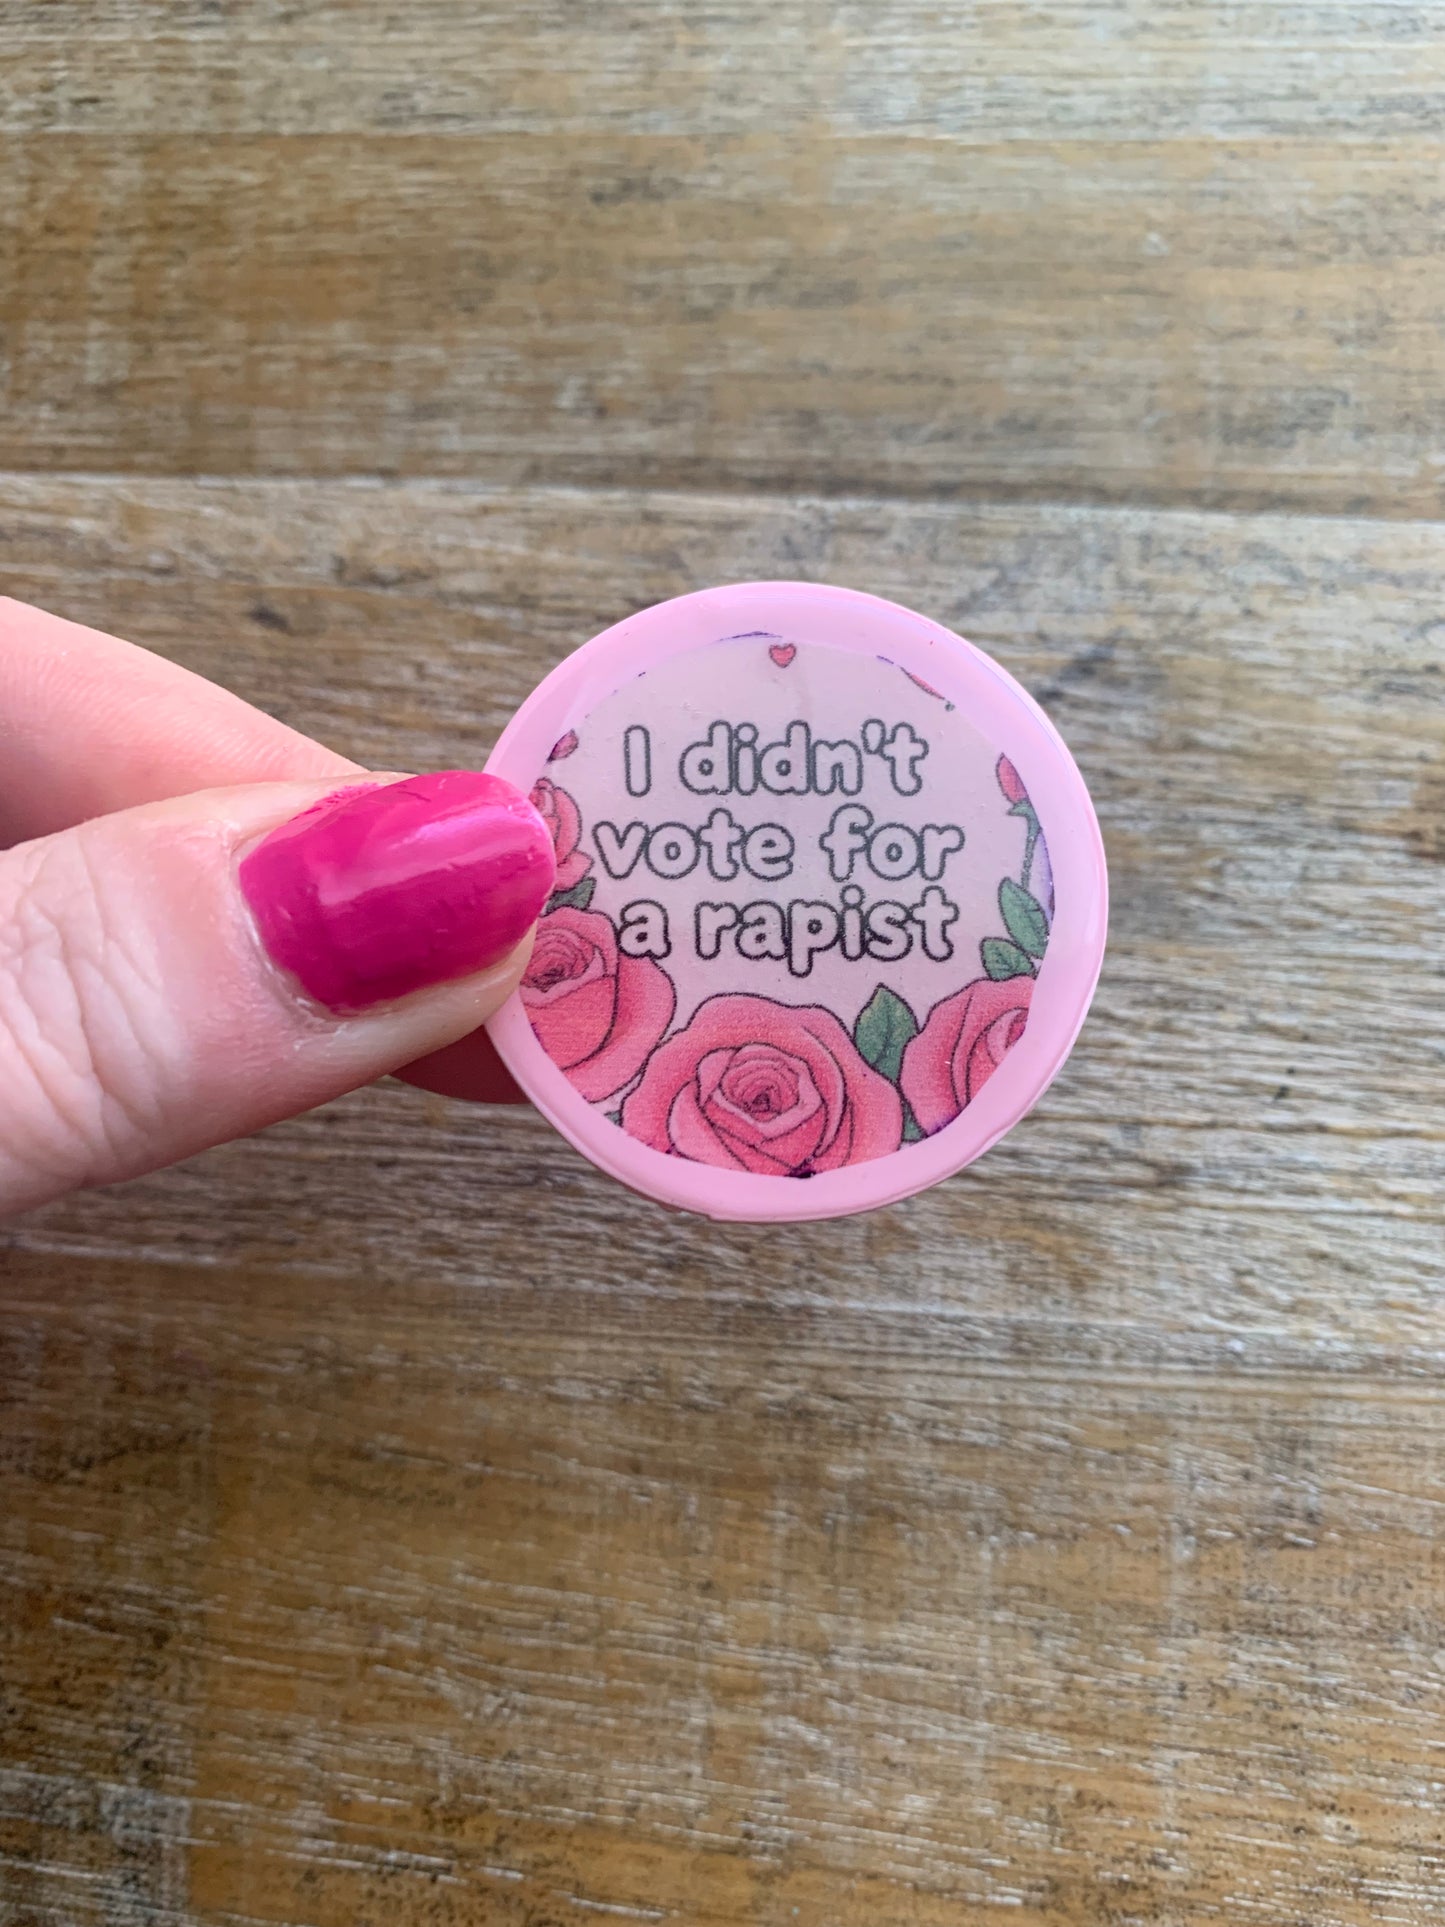 I didn't
vote for
a rapist